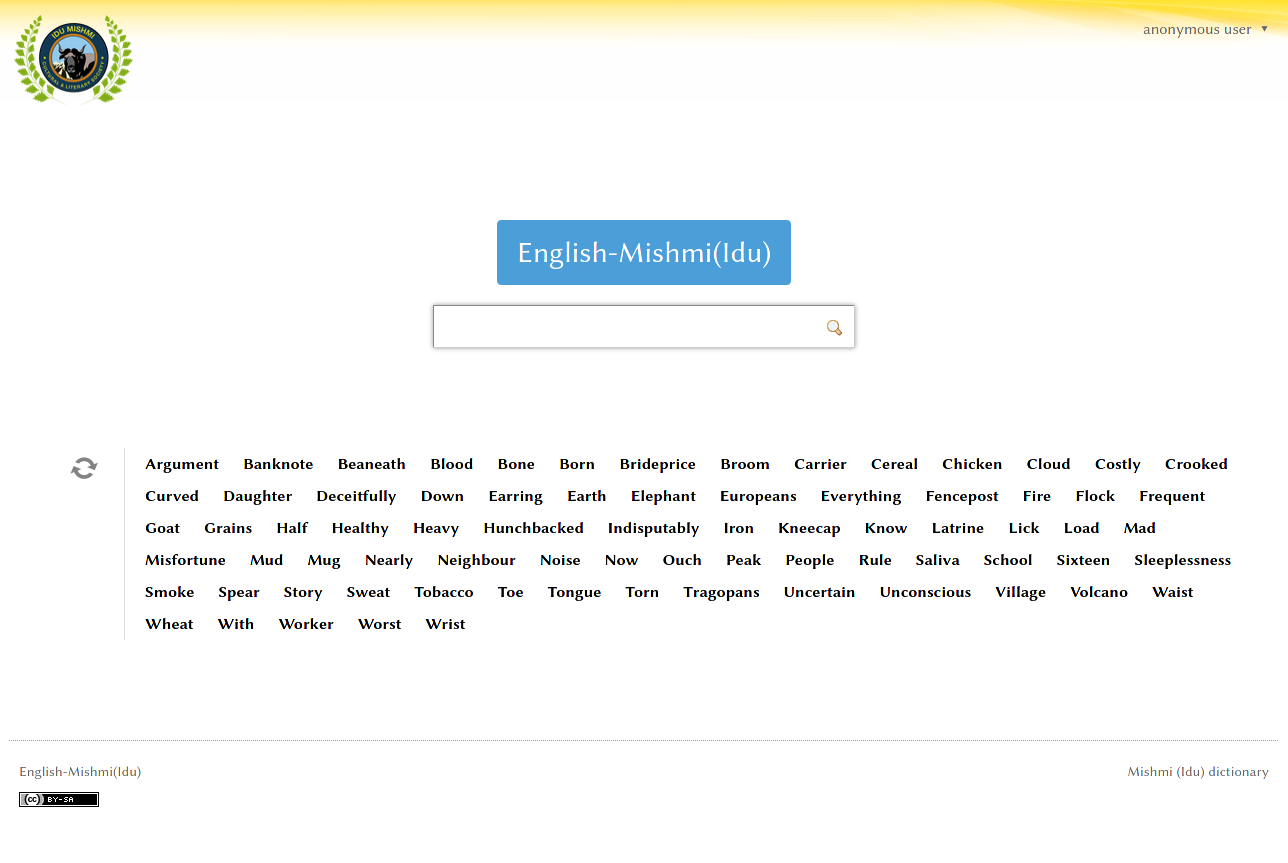 IDU MISHMI
CULTURAL & LITERARY SOCIETY
anonymous user ▼
English-Mishmi(Idu)
Argument Banknote Beaneath Blood Bone Born Brideprice Broom Carrier Cereal Chicken Cloud Costly Crooked
Curved Daughter Deceitfully Down Earring Earth Elephant Europeans Everything Fencepost Fire Flock Frequent
Goat Grains Half Healthy Heavy Hunchbacked Indisputably Iron Kneecap Know Latrine Lick Load Mad
Misfortune Mud Mug Nearly Neighbour Noise Now Ouch Peak People Rule Saliva School Sixteen Sleeplessness
Smoke Spear Story Sweat Tobacco Toe Tongue Torn Tragopans Uncertain Unconscious Village Volcano Waist
Wheat With Worker Worst Wrist
English-Mishmi(Idu) Mishmi (Idu) dictionary
cc BY-SA